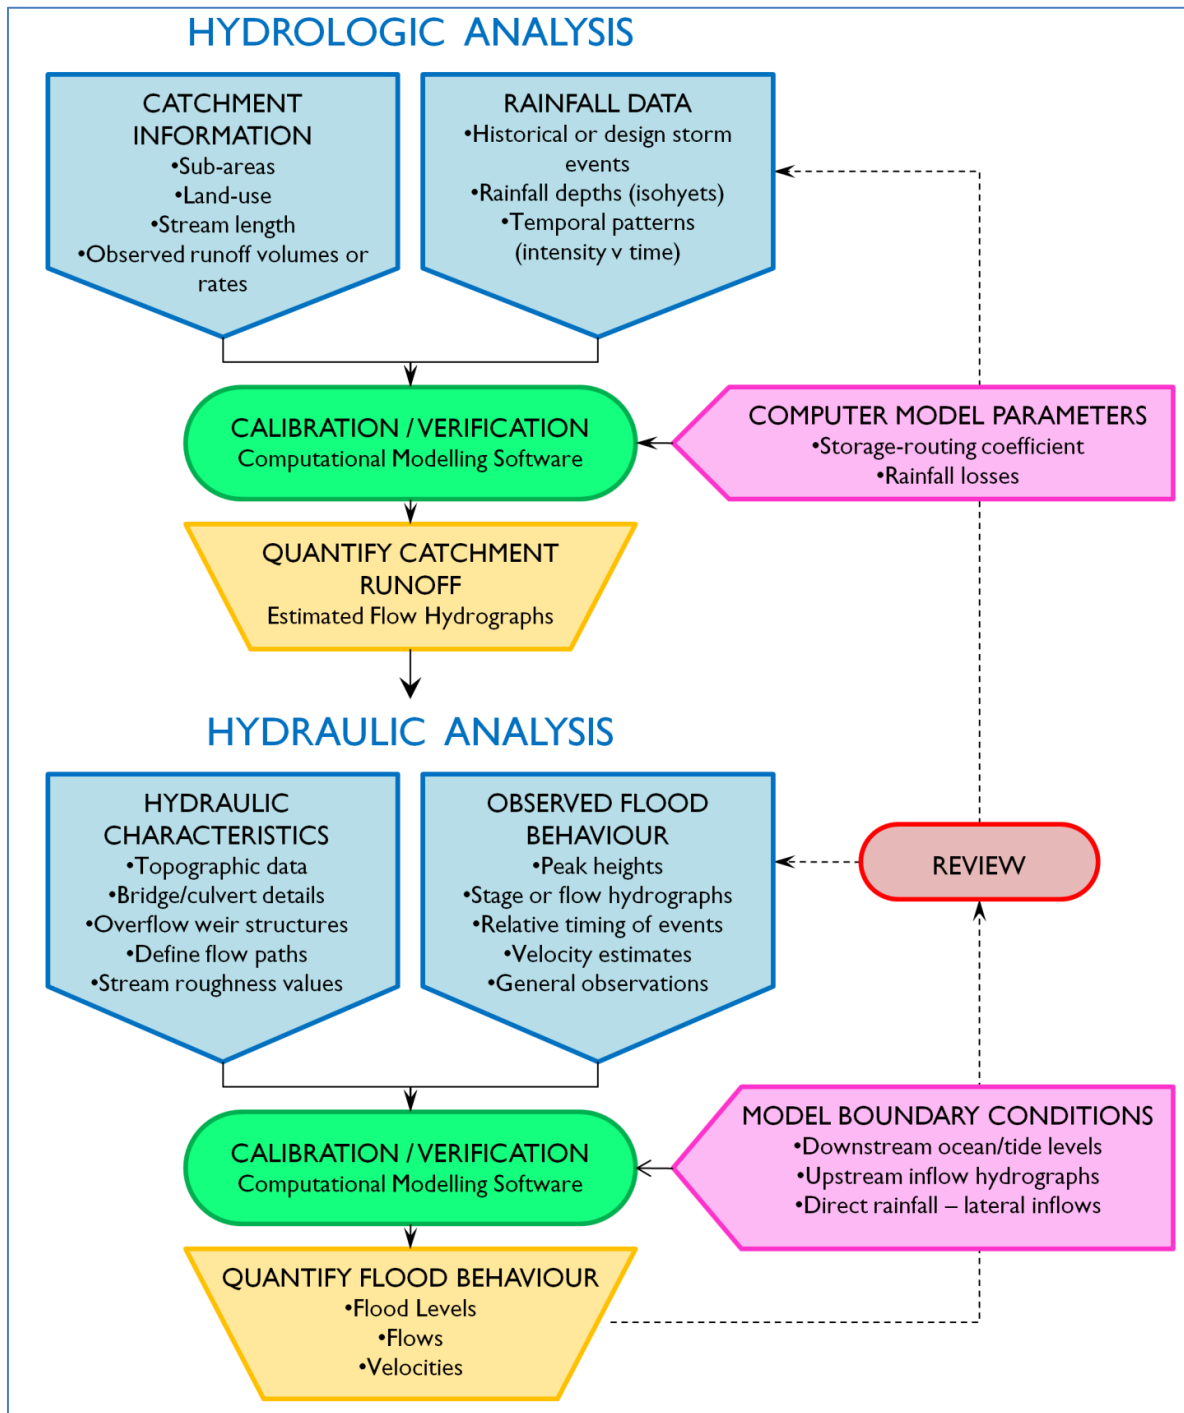 HYDROLOGIC ANALYSIS
CATCHMENT
INFORMATION
•Sub-areas
•Land-use
•Stream length
•Observed runoff volumes or
rates
RAINFALL DATA
•Historical or design storm
events
•Rainfall depths (isohyets)
•Temporal patterns
(intensity v time)
CALIBRATION / VERIFICATION
Computational Modelling Software
COMPUTER MODEL PARAMETERS
•Storage-routing coefficient
•Rainfall losses
QUANTIFY CATCHMENT
RUNOFF
Estimated Flow Hydrographs
HYDRAULIC ANALYSIS
HYDRAULIC
CHARACTERISTICS
•Topographic data
•Bridge/culvert details
•Overflow weir structures
•Define flow paths
•Stream roughness values
OBSERVED FLOOD
BEHAVIOUR
•Peak heights
•Stage or flow hydrographs
•Relative timing of events
•Velocity estimates
•General observations
REVIEW
CALIBRATION / VERIFICATION
Computational Modelling Software
MODEL BOUNDARY CONDITIONS
•Downstream ocean/tide levels
•Upstream inflow hydrographs
•Direct rainfall – lateral inflows
QUANTIFY FLOOD BEHAVIOUR
•Flood Levels
•Flows
•Velocities